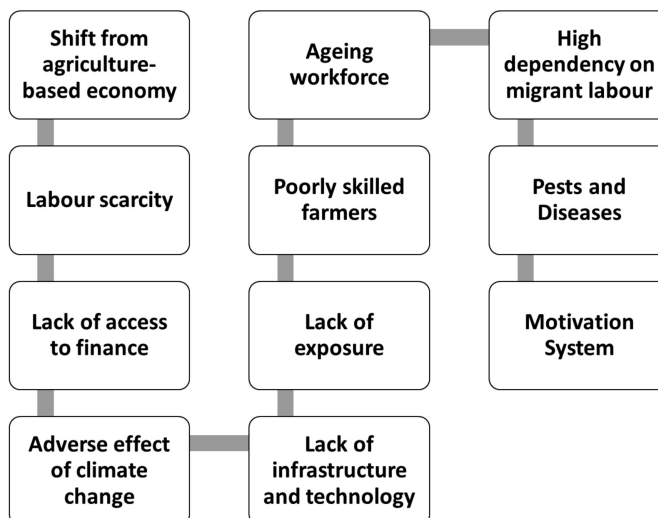 Shift from
agriculture-
based economy
Labour scarcity
Lack of access
to finance
Adverse effect
of climate
change
Lack of
infrastructure
and technology
Lack of
exposure
Poorly skilled
farmers
Ageing
workforce
High
dependency on
migrant labour
Pests and
Diseases
Motivation
System